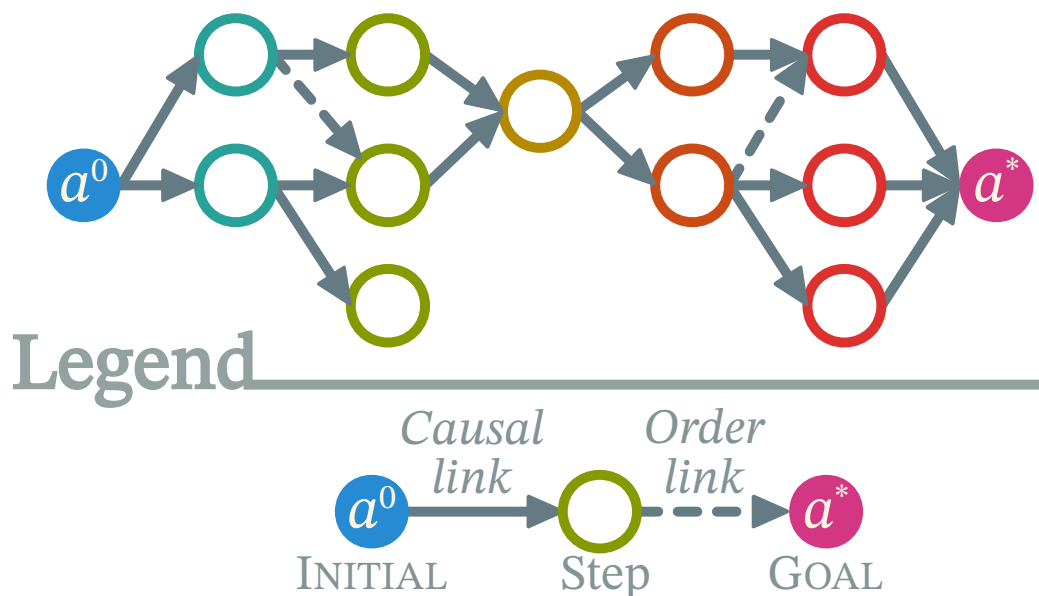 a⁰ a*
Legend
Causal Order
link link
a⁰ a*
INITIAL Step GOAL